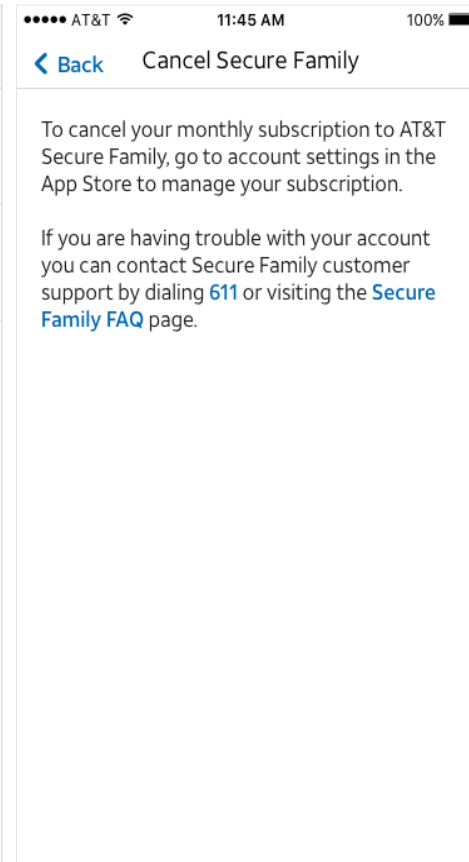 ●●●●● AT&T 11:45 AM 100%
Back Cancel Secure Family
To cancel your monthly subscription to AT&T
Secure Family, go to account settings in the
App Store to manage your subscription.
If you are having trouble with your account
you can contact Secure Family customer
support by dialing 611 or visiting the Secure
Family FAQ page.